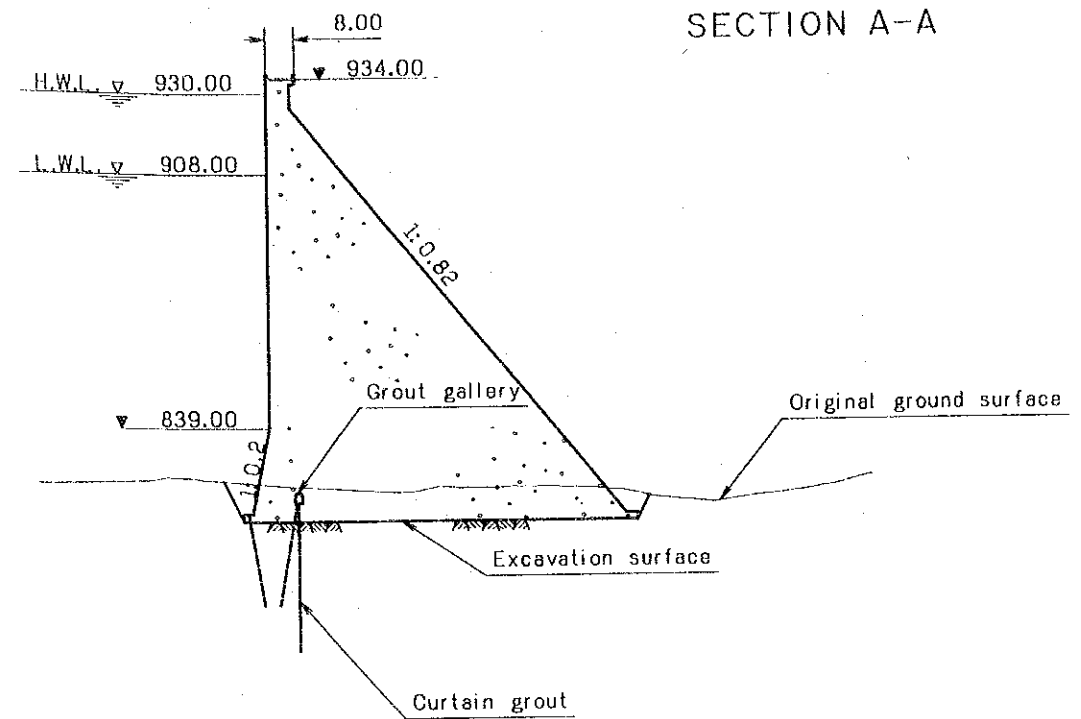 SECTION A-A
8.00
934.00
H.W.L. 930.00
L.W.L. 908.00
1:0.82
Grout gallery
Original ground surface
839.00
1:0.2
Excavation surface
Curtain grout